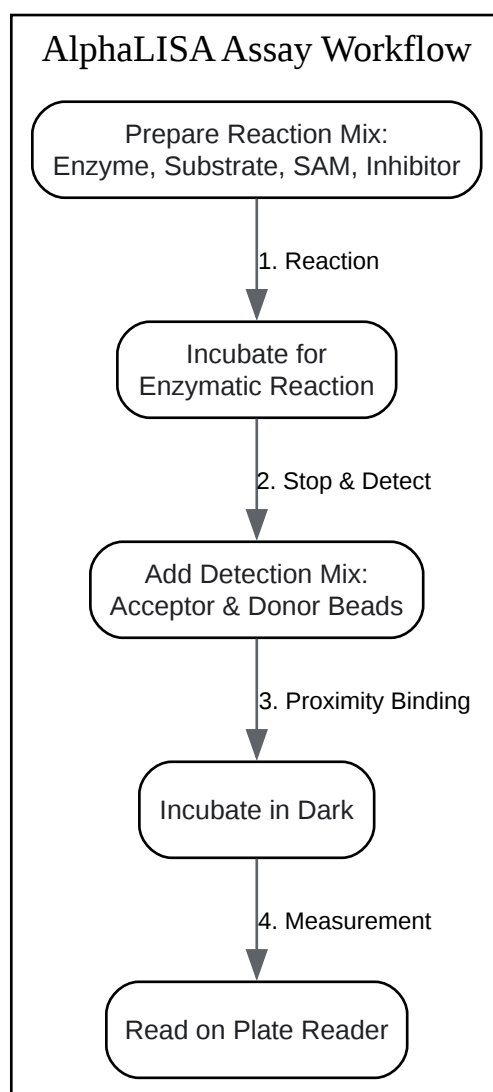 AlphaLISA Assay Workflow
Prepare Reaction Mix:
Enzyme, Substrate, SAM, Inhibitor
1. Reaction
Incubate for
Enzymatic Reaction
2. Stop & Detect
Add Detection Mix:
Acceptor & Donor Beads
3. Proximity Binding
Incubate in Dark
4. Measurement
Read on Plate Reader